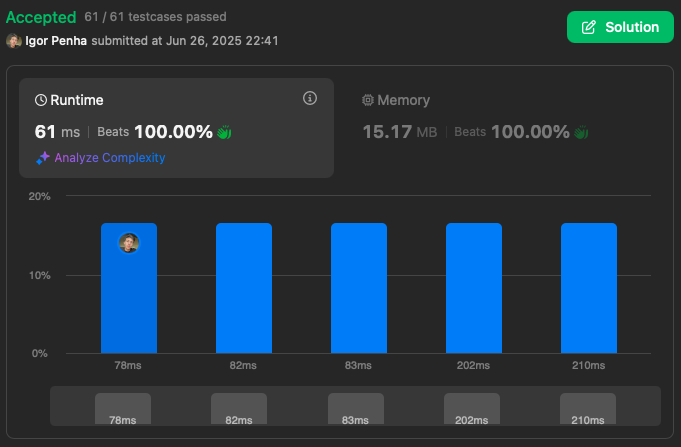 Accepted 61 / 61 testcases passed
Solution
Igor Penha submitted at Jun 26, 2025 22:41
Runtime
61 ms Beats 100.00%
Analyze Complexity
Memory
15.17 MB Beats 100.00%
20%
10%
0%
78ms 82ms 83ms 202ms 210ms
78ms 82ms 83ms 202ms 210ms